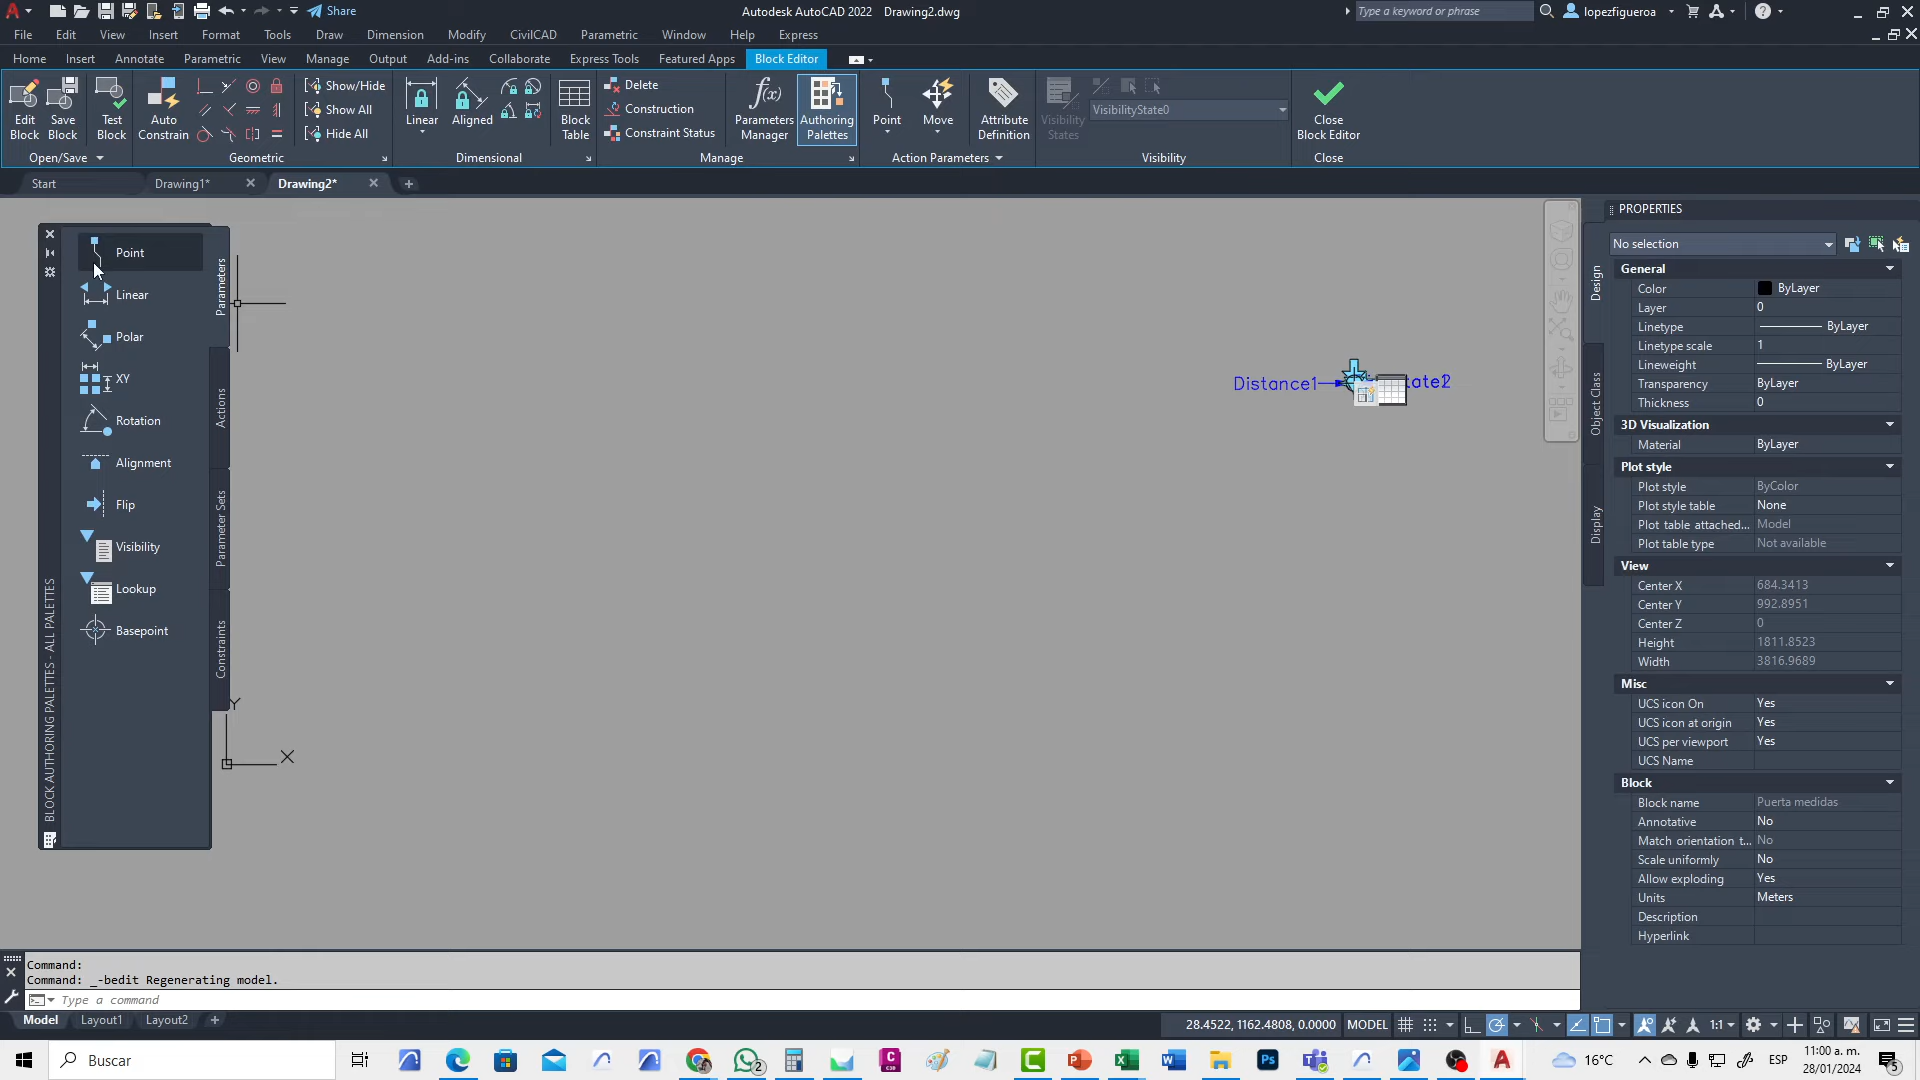 Share
Autodesk AutoCAD 2022 Drawing2.dwg
Type a keyword or phrase
lopezfigueroa
File Edit View Insert Format Tools Draw Dimension Modify CivilCAD Parametric Window Help Express
Home Insert Annotate Parametric View Manage Output Add-ins Collaborate Express Tools Featured Apps Block Editor
Edit Block
Save Block
Test Block
Auto Constrain
Show/Hide
Show All
Hide All
Linear
Aligned
Block Table
Delete
Construction
Constraint Status
f(x)
Parameters Manager
Authoring Palettes
Point
Move
Attribute Definition
Visibility States
VisibilityState0
Close Block Editor
Open/Save Geometric Dimensional Manage Action Parameters Visibility Close
Start Drawing1* Drawing2*
Point
Linear
Polar
XY
Rotation
Alignment
Flip
Visibility
Lookup
Basepoint
Parameters
Actions
Parameter Sets
Constraints
BLOCK AUTHORING PALETTES - ALL PALETTES
Y
X
Distance1
tate2
PROPERTIES
No selection
Design
Object Class
Display
General
Color ByLayer
Layer 0
Linetype ByLayer
Linetype scale 1
Lineweight ByLayer
Transparency ByLayer
Thickness 0
3D Visualization
Material ByLayer
Plot style
Plot style ByColor
Plot style table None
Plot table attached... Model
Plot table type Not available
View
Center X 684.3413
Center Y 992.8951
Center Z 0
Height 1811.8523
Width 3816.9689
Misc
UCS icon On Yes
UCS icon at origin Yes
UCS per viewport Yes
UCS Name
Block
Block name Puerta medidas
Annotative No
Match orientation t... No
Scale uniformly No
Allow exploding Yes
Units Meters
Description
Hyperlink
Command:
Command: _-bedit Regenerating model.
Type a command
Model Layout1 Layout2
28.4522, 1162.4808, 0.0000 MODEL
1:1
Buscar
2
16°C
ESP
11:00 a. m.
28/01/2024
5